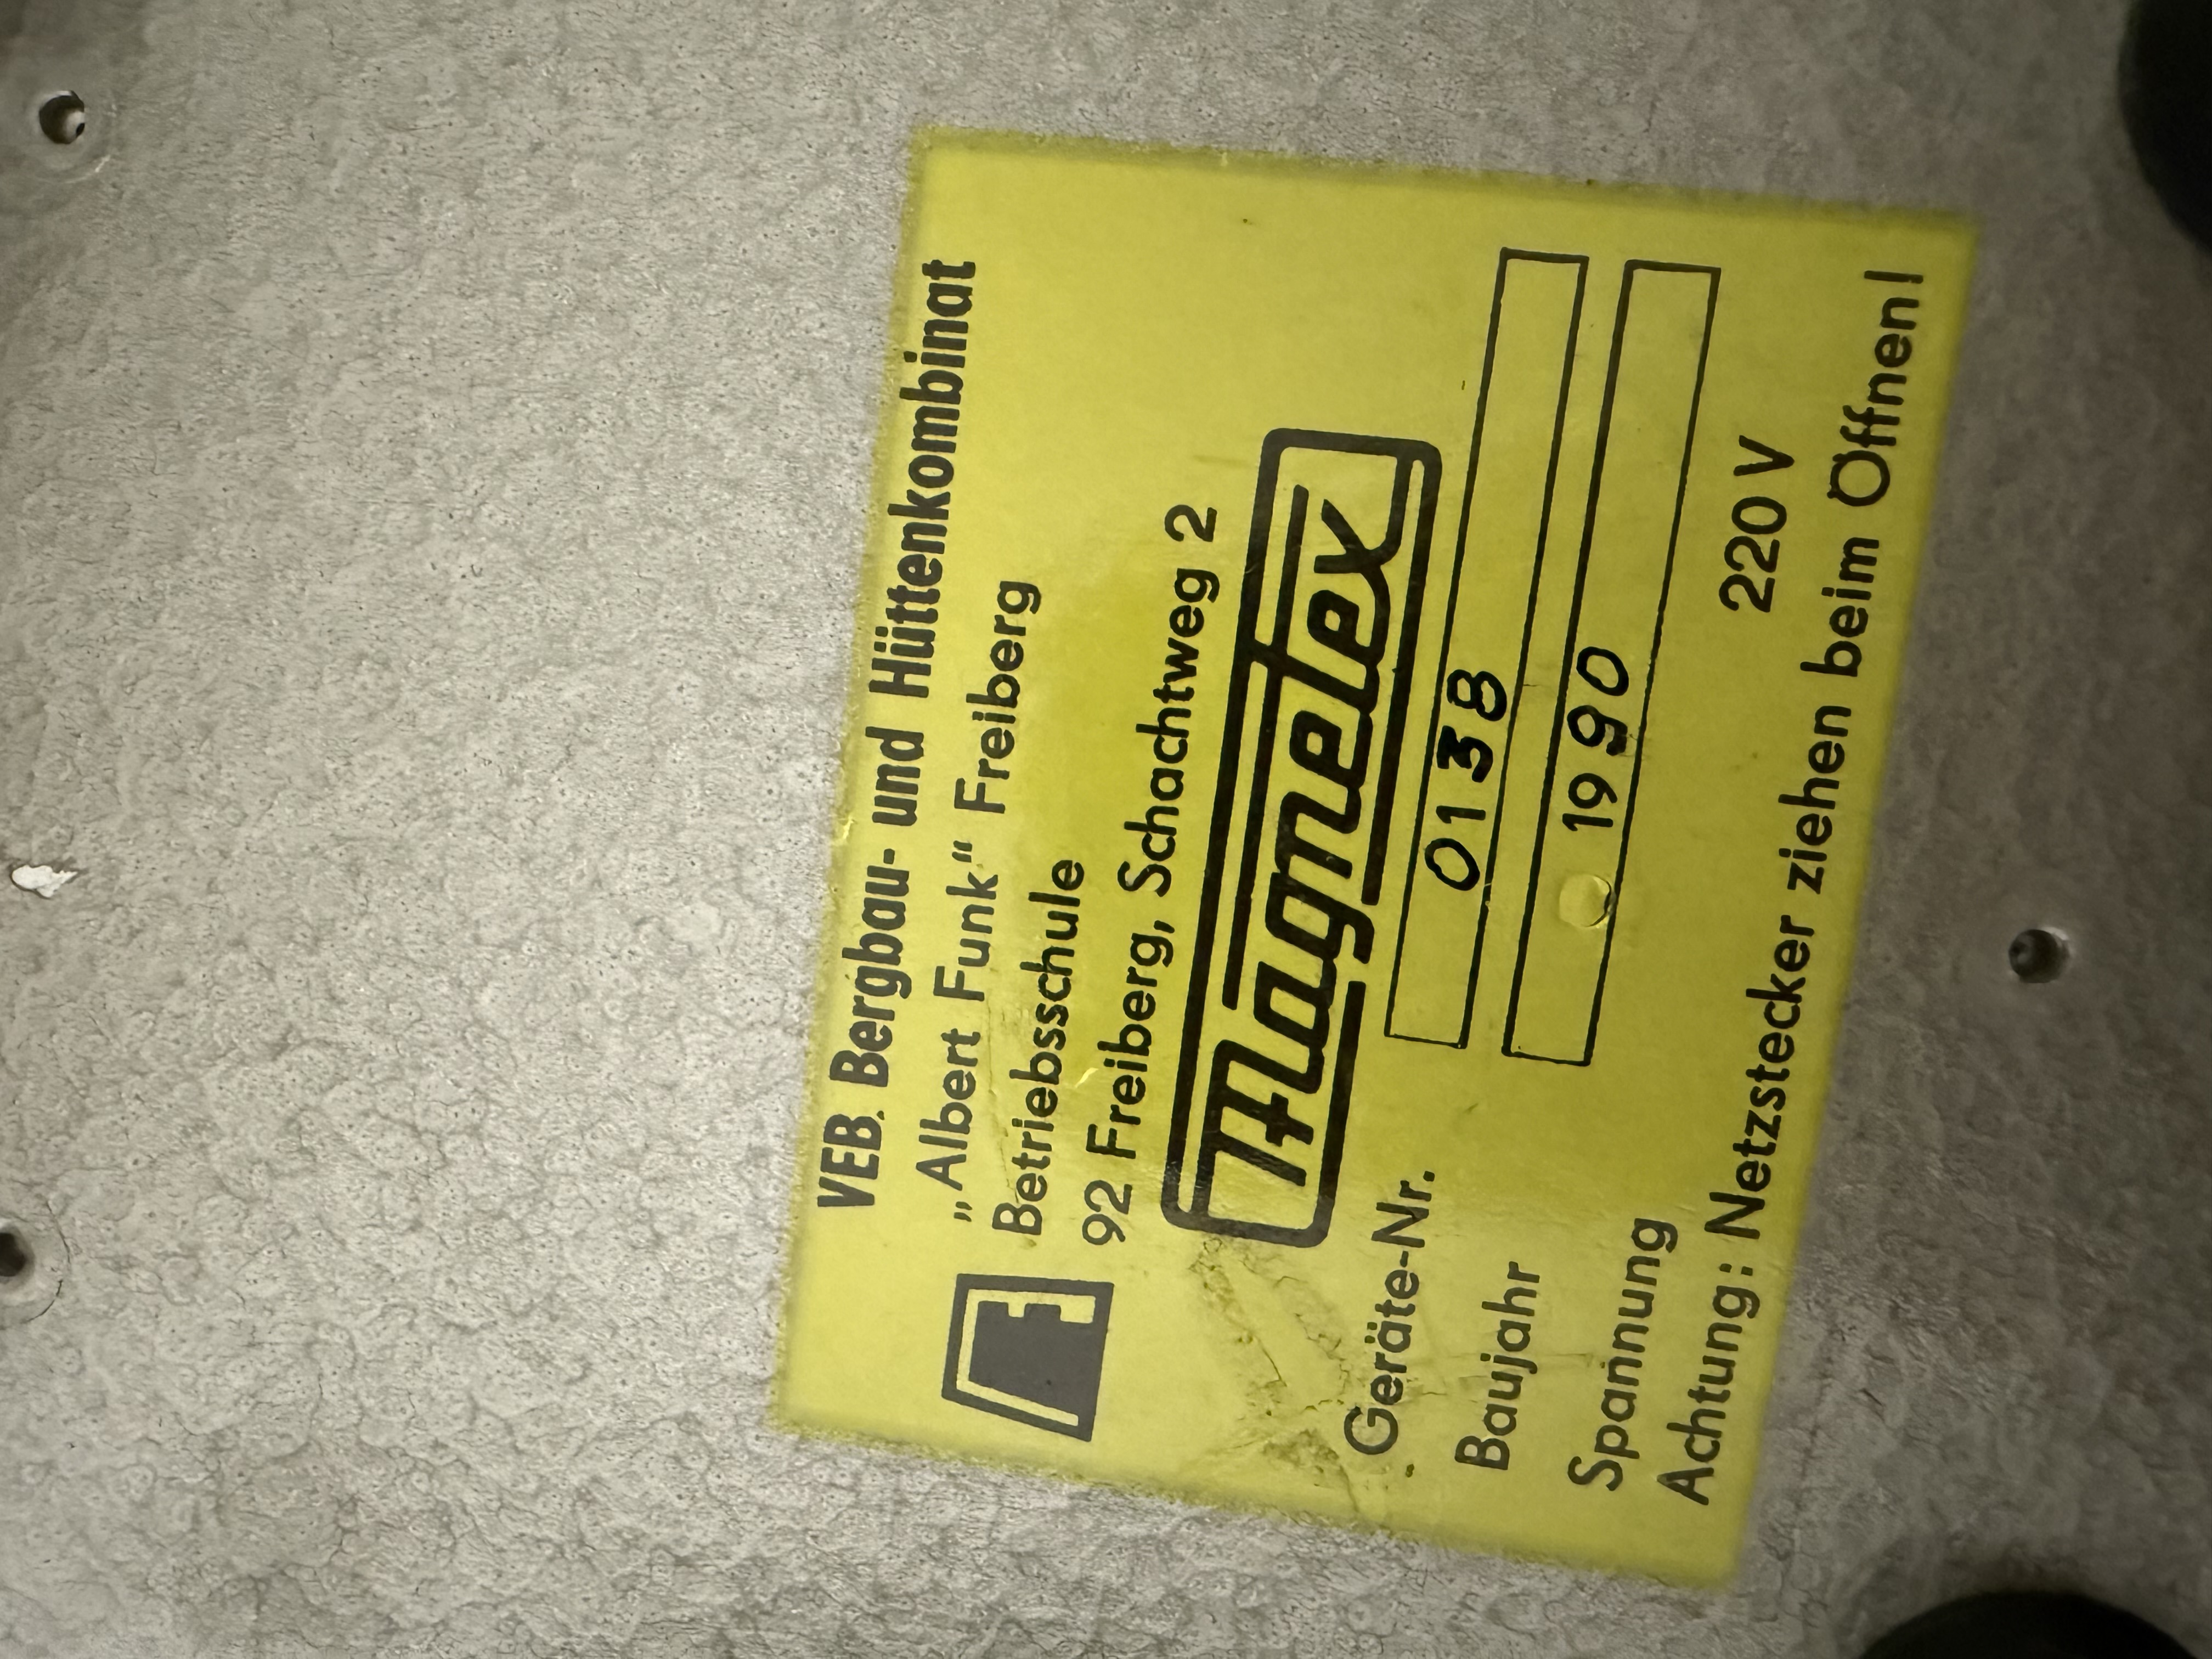 VEB Bergbau- und Hüttenkombinat
„Albert Funk“ Freiberg
Betriebsschule
92 Freiberg, Schachtweg 2
Hagnetex
Geräte-Nr. 0138
Baujahr 1990
Spannung 220 V
Achtung: Netzstecker ziehen beim Öffnen!